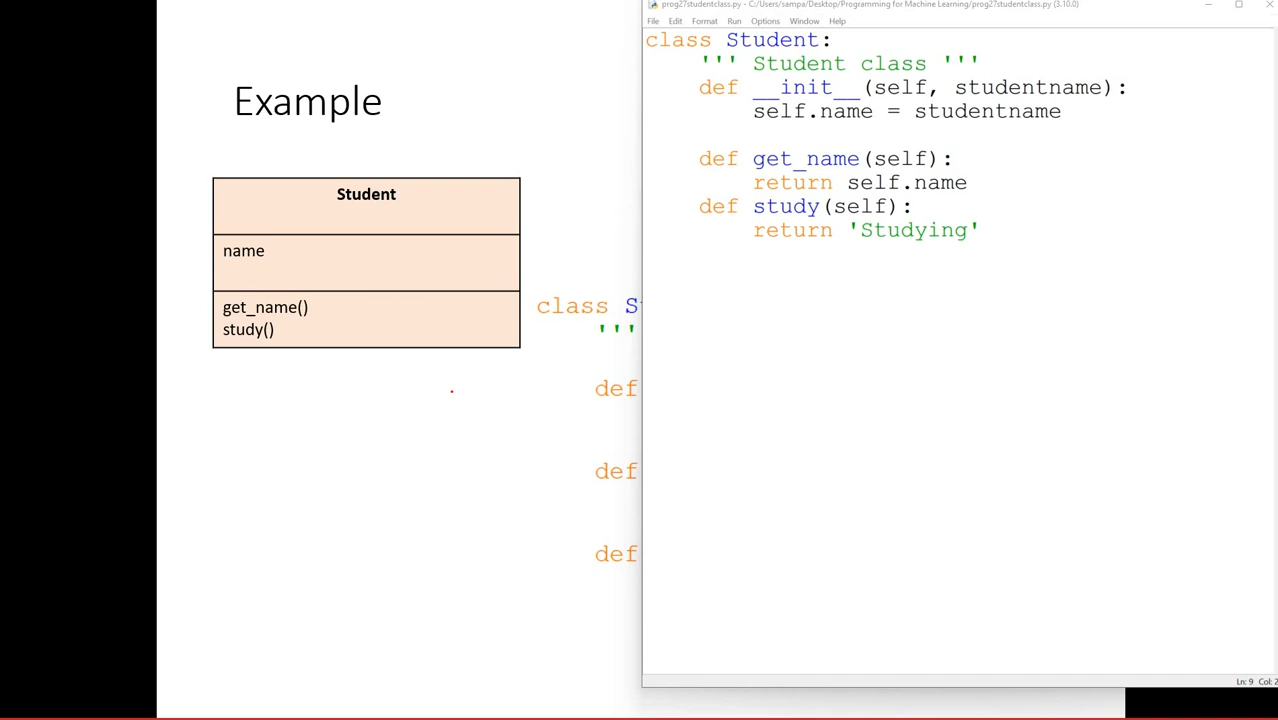 Example
Student
name
get_name()
study()
class St
'''
def
def
def
prog27studentclass.py - C:/Users/sampa/Desktop/Programming for Machine Learning/prog27studentclass.py (3.10.0)
File Edit Format Run Options Window Help
class Student:
    ''' Student class '''
    def __init__(self, studentname):
        self.name = studentname
    def get_name(self):
        return self.name
    def study(self):
        return 'Studying'
Ln: 9 Col: 2